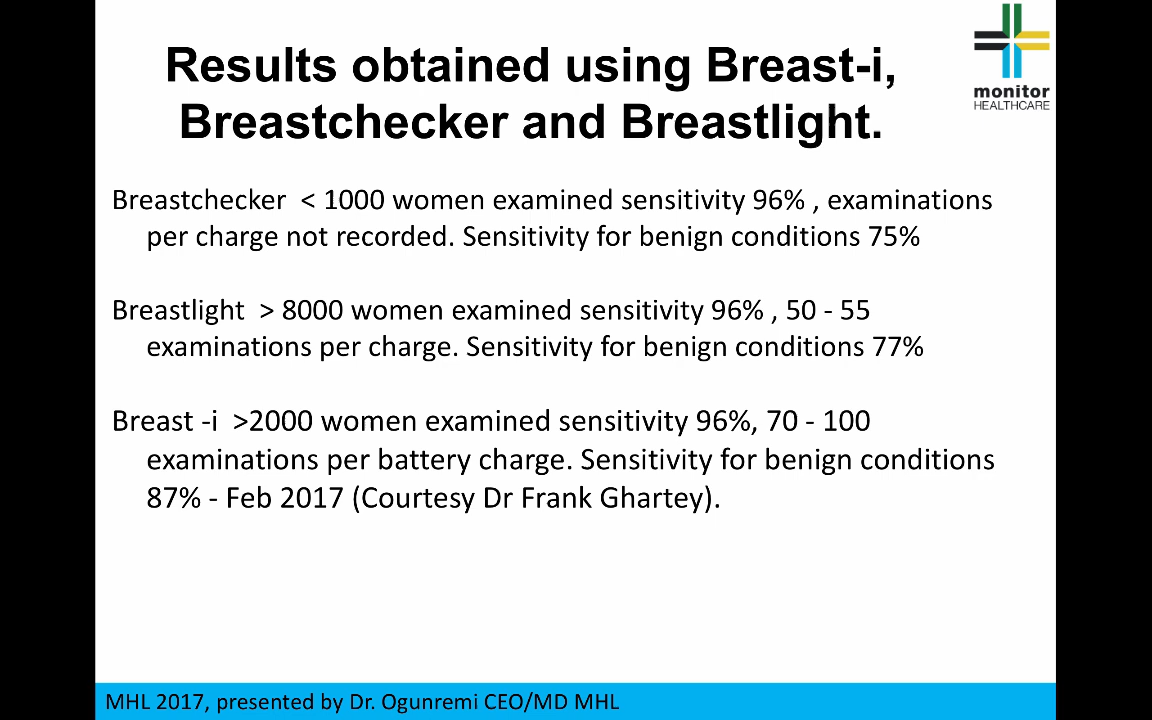 Results obtained using Breast-i,
Breastchecker and Breastlight.
monitor
HEALTHCARE
Breastchecker < 1000 women examined sensitivity 96% , examinations
per charge not recorded. Sensitivity for benign conditions 75%
Breastlight > 8000 women examined sensitivity 96% , 50 - 55
examinations per charge. Sensitivity for benign conditions 77%
Breast -i >2000 women examined sensitivity 96%, 70 - 100
examinations per battery charge. Sensitivity for benign conditions
87% - Feb 2017 (Courtesy Dr Frank Ghartey).
MHL 2017, presented by Dr. Ogunremi CEO/MD MHL